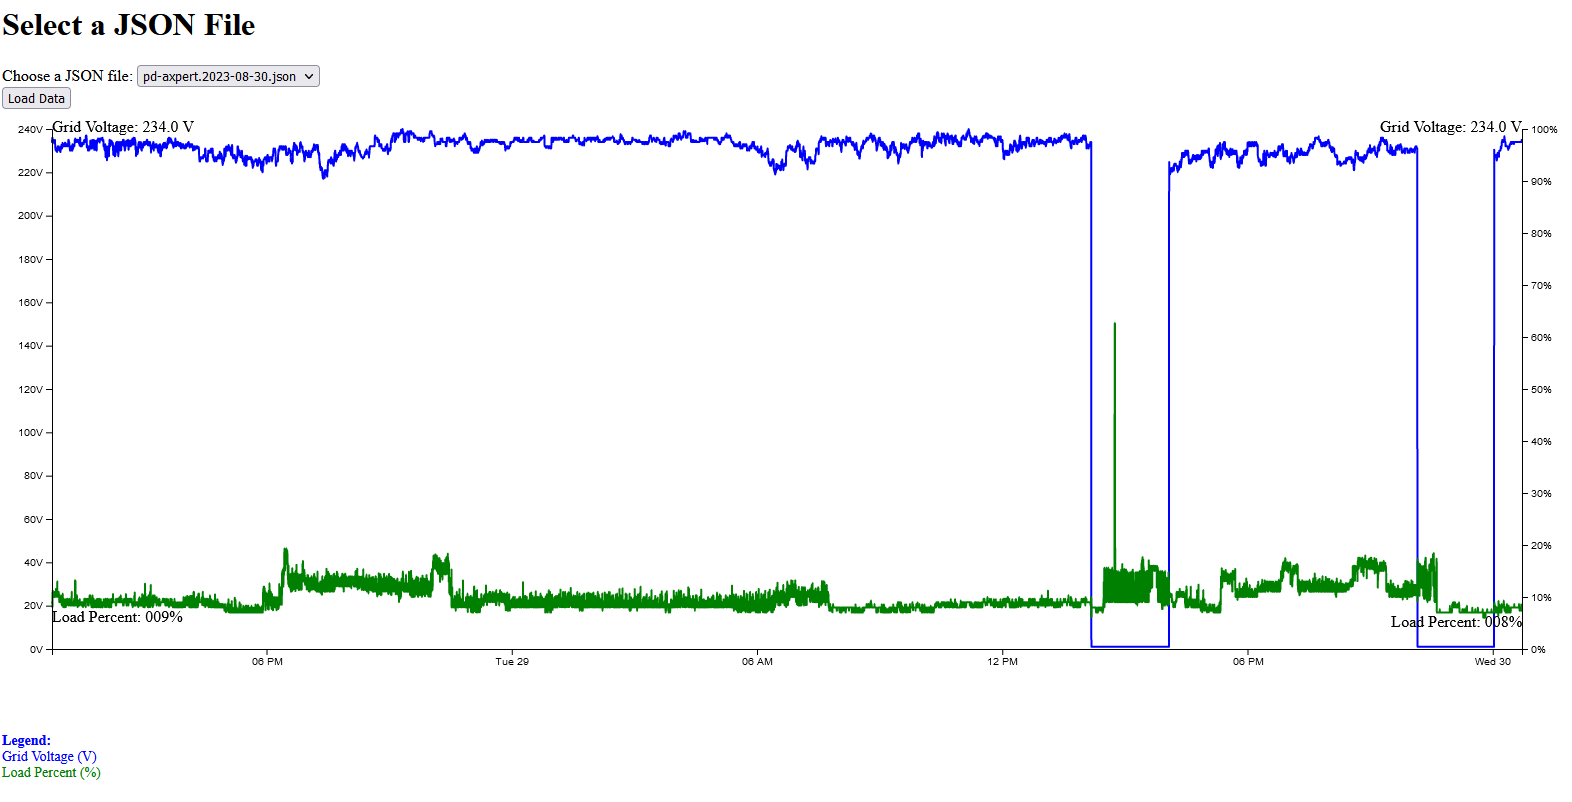 Select a JSON File
Choose a JSON file: pd-axpert.2023-08-30.json
Load Data
Grid Voltage: 234.0 V
Grid Voltage: 234.0 V
240V
220V
200V
180V
160V
140V
120V
100V
80V
60V
40V
20V
0V
100%
90%
80%
70%
60%
50%
40%
30%
20%
10%
0%
Load Percent: 009%
Load Percent: 008%
06 PM
Tue 29
06 AM
12 PM
06 PM
Wed 30
Legend:
Grid Voltage (V)
Load Percent (%)